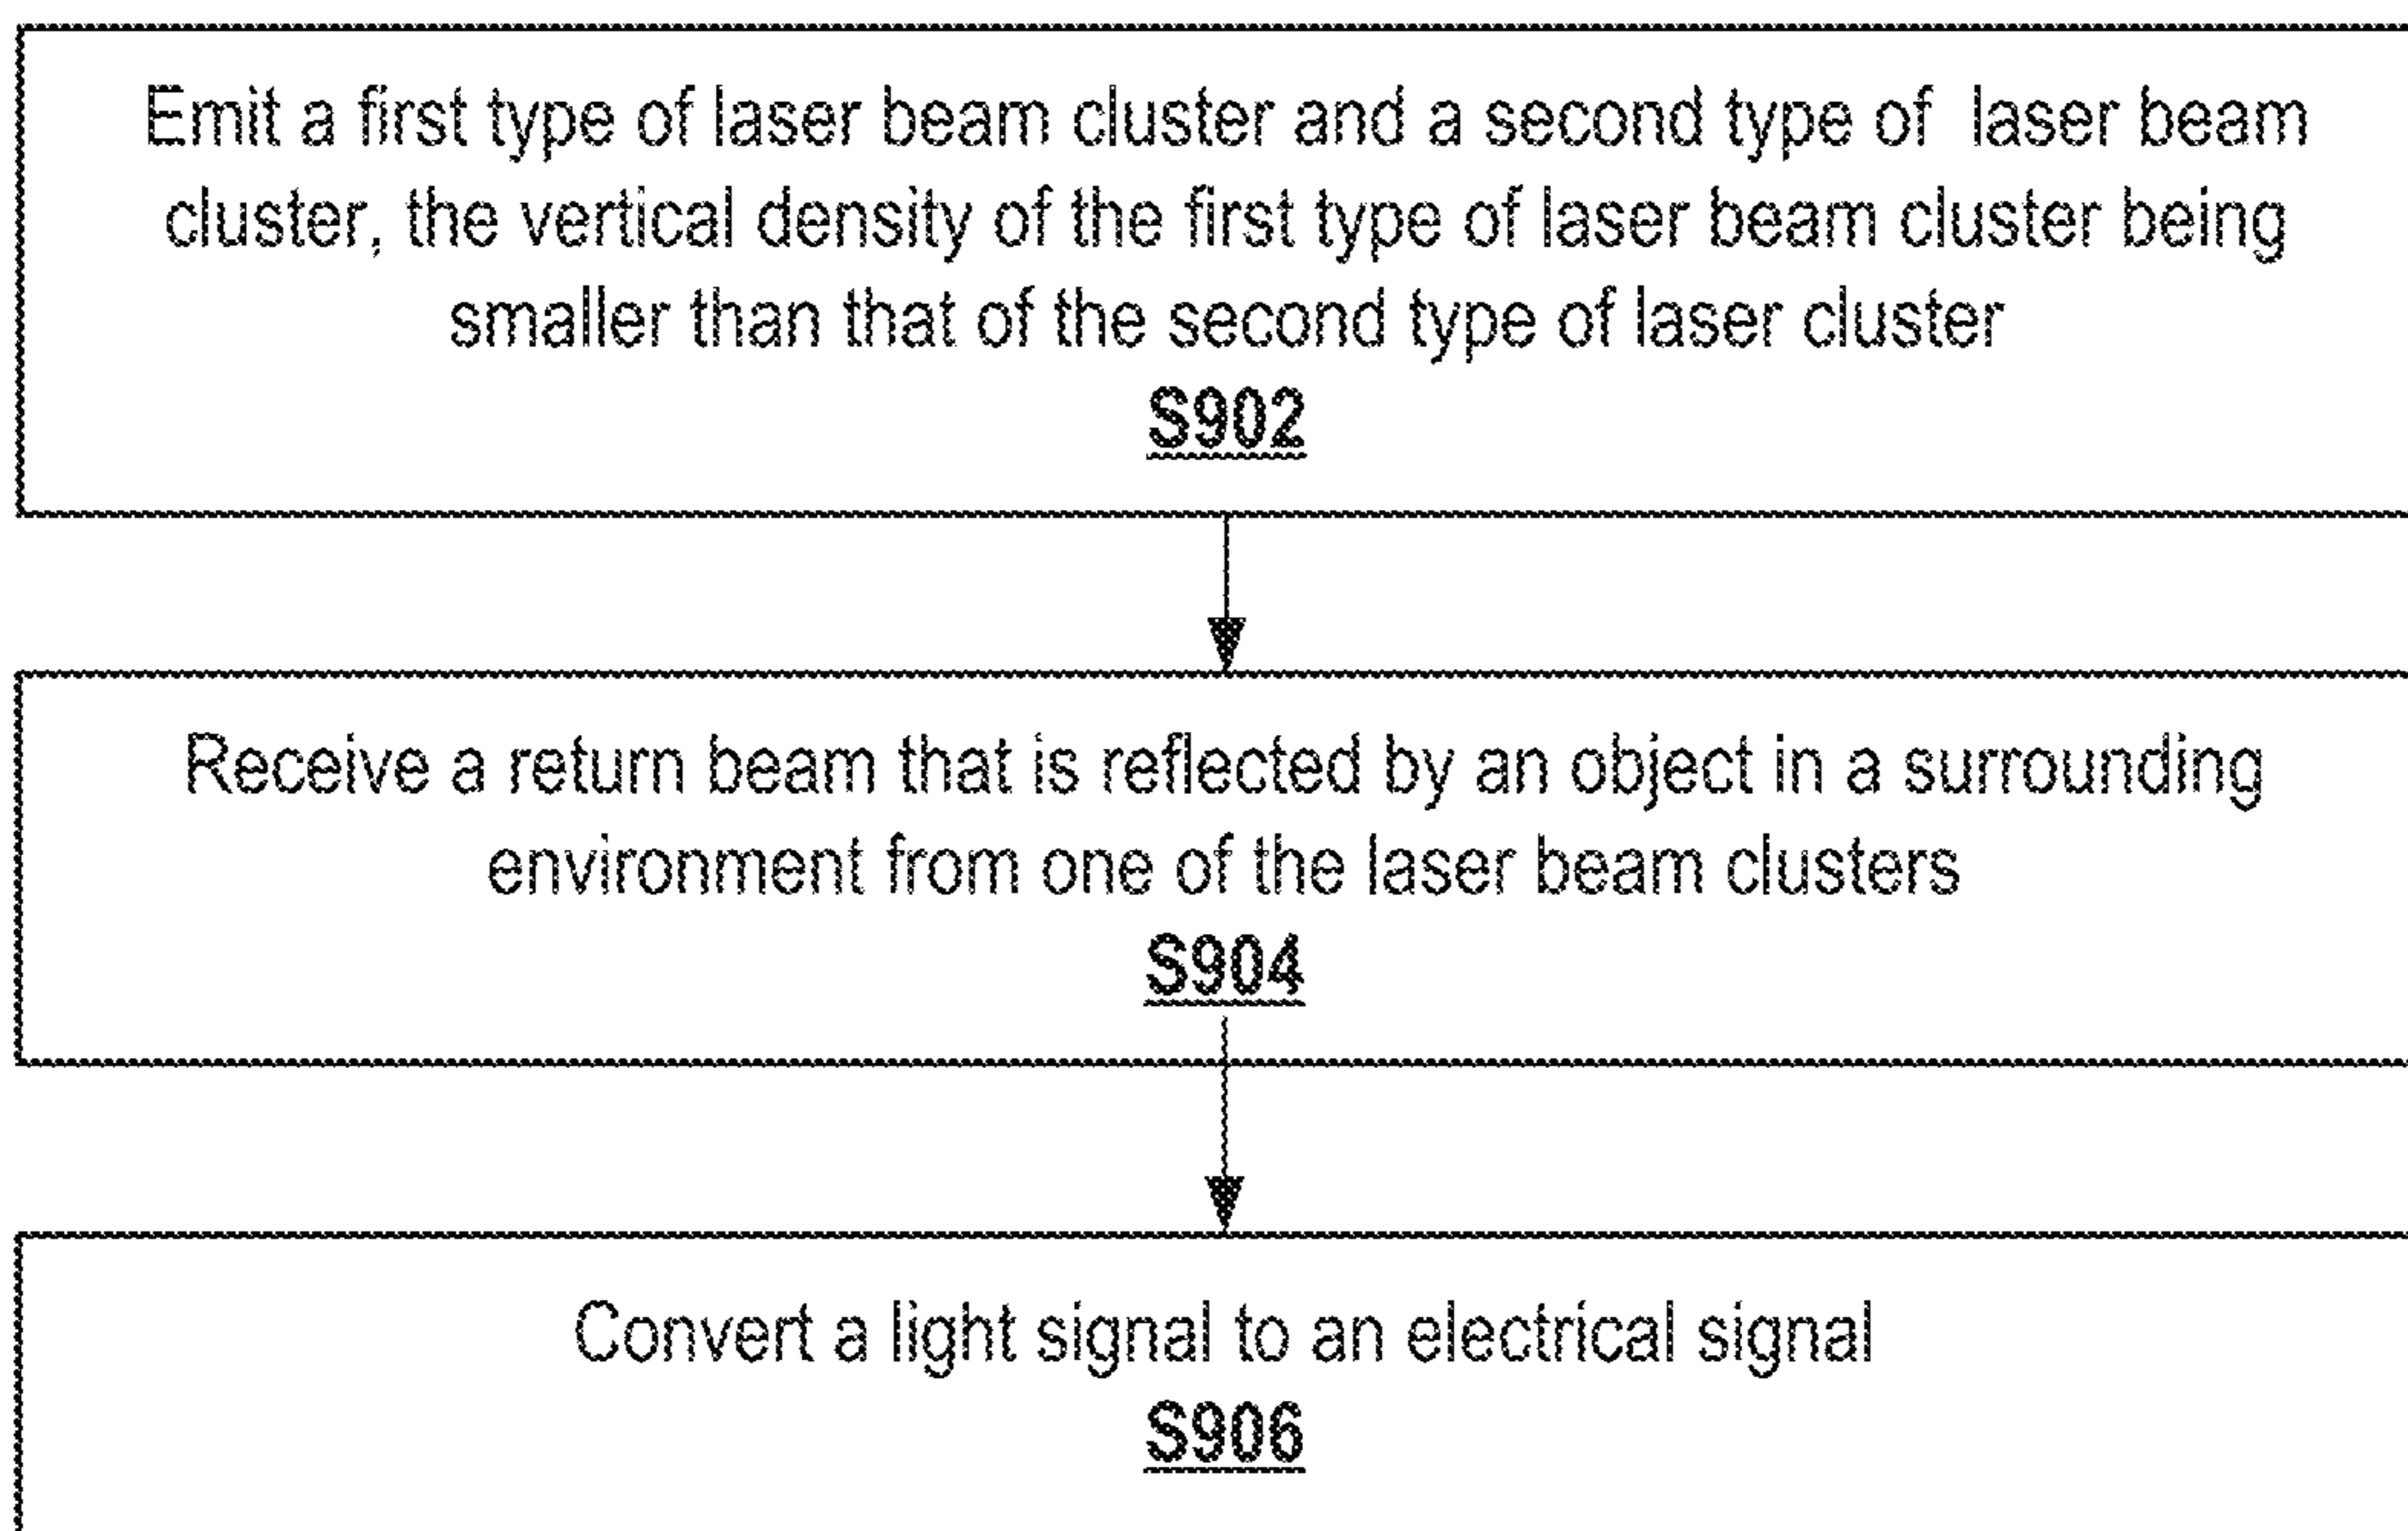 Emit a first type of laser beam cluster and a second type of laser beam
cluster, the vertical density of the first type of laser beam cluster being
smaller than that of the second type of laser cluster
S902
Receive a return beam that is reflected by an object in a surrounding
environment from one of the laser beam clusters
S904
Convert a light signal to an electrical signal
S906